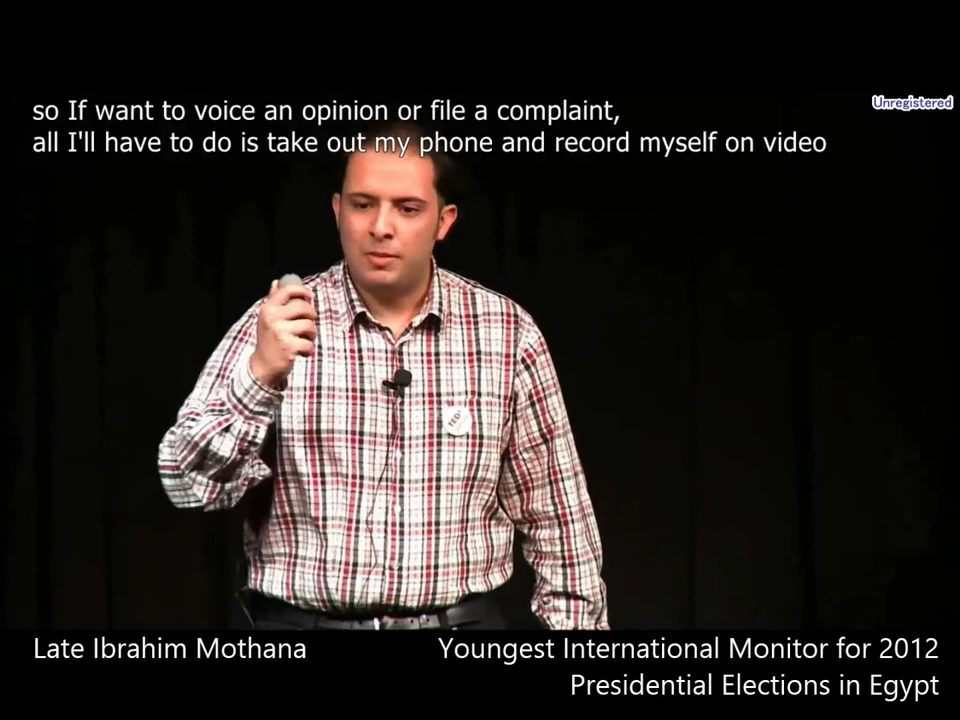 so If want to voice an opinion or file a complaint,
Unregistered
all I'll have to do is take out my phone and record myself on video
TED
Late Ibrahim Mothana
Youngest International Monitor for 2012
Presidential Elections in Egypt